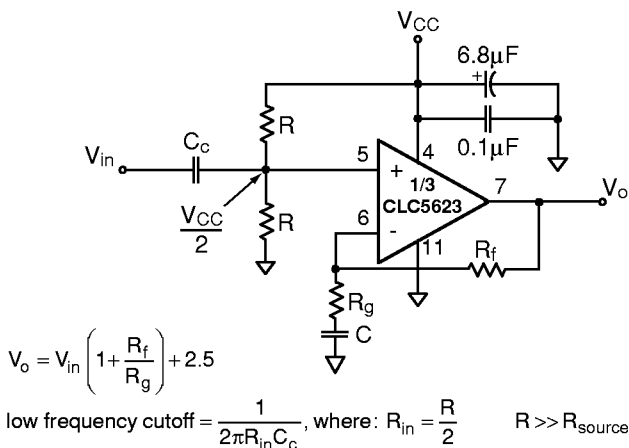 V_CC
6.8μF
+
R
C_c
0.1μF
V_in
5
4
+
1/3
7
V_o
CLC5623
V_CC/2
R
6
-
11
R_f
R_g
C
V_o = V_in (1 + R_f/R_g) + 2.5
low frequency cutoff = 1/(2πR_inC_c), where: R_in = R/2 R >> R_source